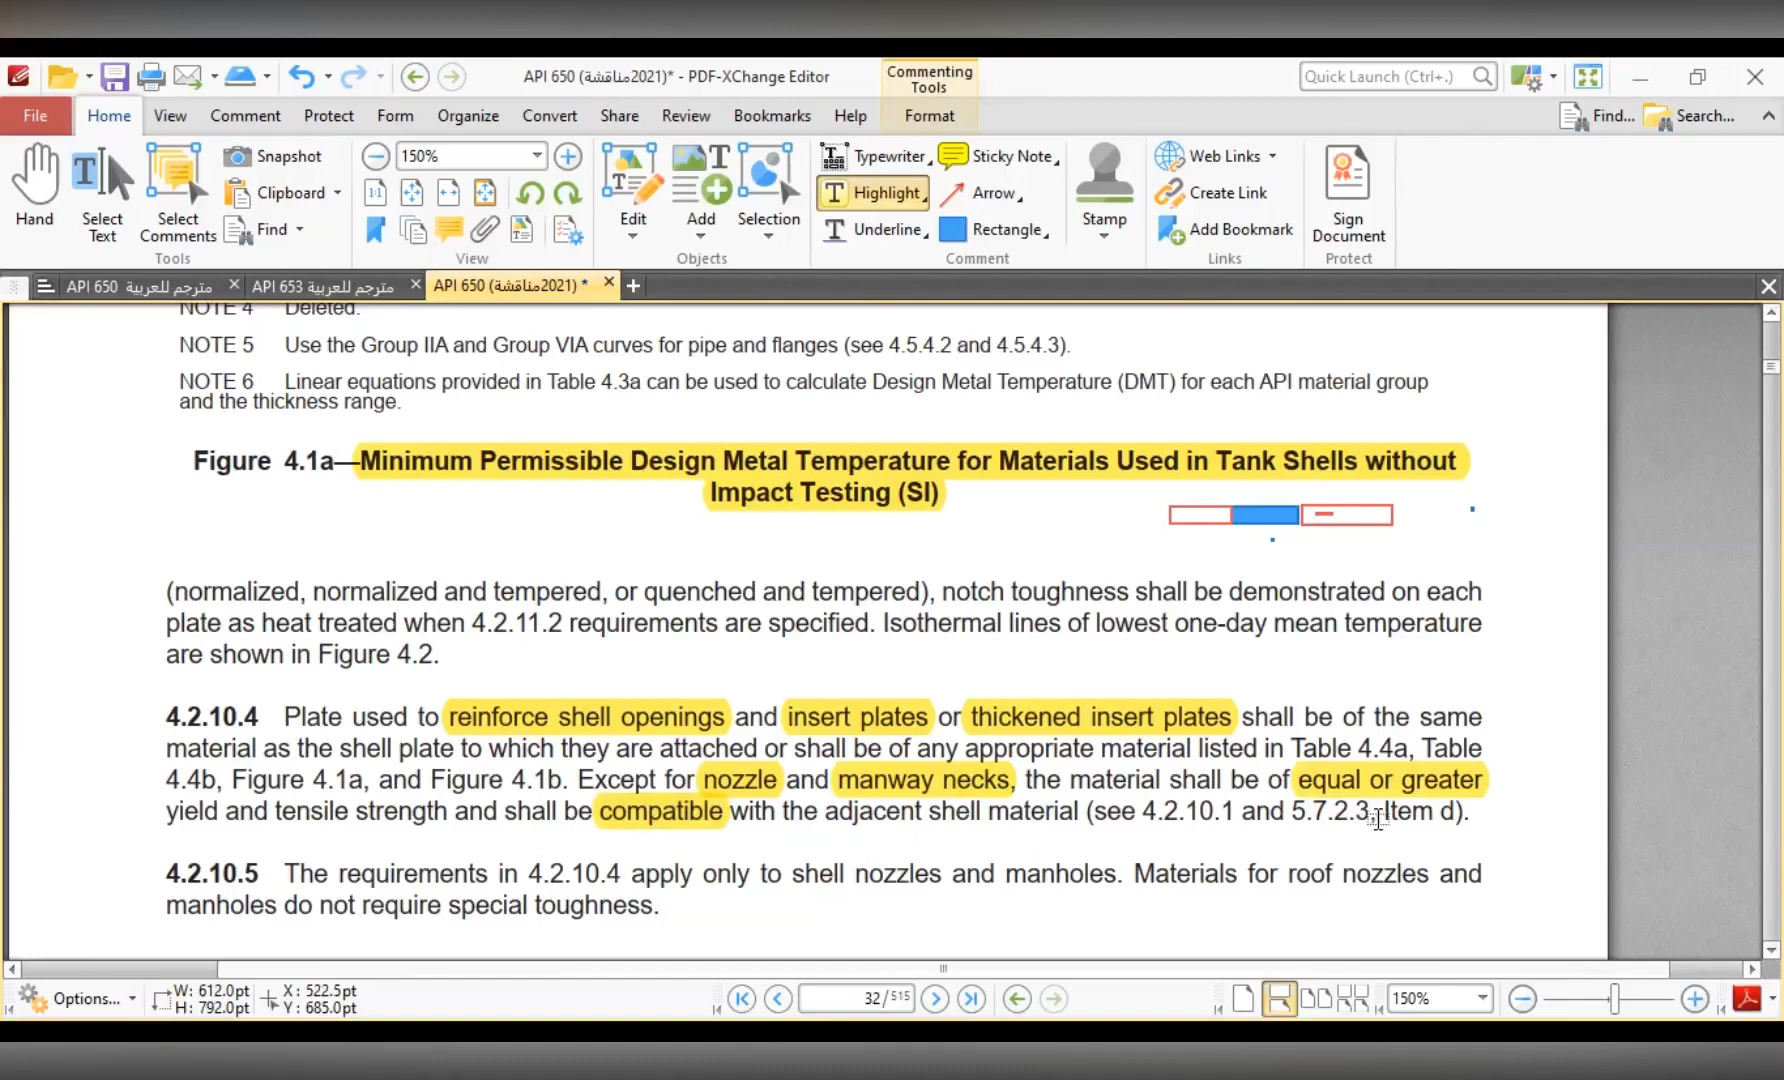 API 650 (مناقشة2021)* - PDF-XChange Editor
Commenting
Tools
Quick Launch (Ctrl+.)
File
Home
View
Comment
Protect
Form
Organize
Convert
Share
Review
Bookmarks
Help
Format
Find...
Search...
Hand
Select
Text
Select
Comments
Snapshot
Clipboard
Find
Tools
150%
View
Edit
Add
Selection
Objects
Typewriter
Highlight
Underline
Sticky Note
Arrow
Rectangle
Stamp
Comment
Web Links
Create Link
Add Bookmark
Links
Sign
Document
Protect
API 650 مترجم للعربية
API 653 مترجم للعربية
API 650 (مناقشة2021) *
NOTE 4 Deleted.
NOTE 5 Use the Group IIA and Group VIA curves for pipe and flanges (see 4.5.4.2 and 4.5.4.3).
NOTE 6 Linear equations provided in Table 4.3a can be used to calculate Design Metal Temperature (DMT) for each API material group
and the thickness range.
Figure 4.1a—Minimum Permissible Design Metal Temperature for Materials Used in Tank Shells without
Impact Testing (SI)
(normalized, normalized and tempered, or quenched and tempered), notch toughness shall be demonstrated on each
plate as heat treated when 4.2.11.2 requirements are specified. Isothermal lines of lowest one-day mean temperature
are shown in Figure 4.2.
4.2.10.4 Plate used to reinforce shell openings and insert plates or thickened insert plates shall be of the same
material as the shell plate to which they are attached or shall be of any appropriate material listed in Table 4.4a, Table
4.4b, Figure 4.1a, and Figure 4.1b. Except for nozzle and manway necks, the material shall be of equal or greater
yield and tensile strength and shall be compatible with the adjacent shell material (see 4.2.10.1 and 5.7.2.3, Item d).
4.2.10.5 The requirements in 4.2.10.4 apply only to shell nozzles and manholes. Materials for roof nozzles and
manholes do not require special toughness.
Options...
W: 612.0pt
H: 792.0pt
X: 522.5pt
Y: 685.0pt
32/515
150%